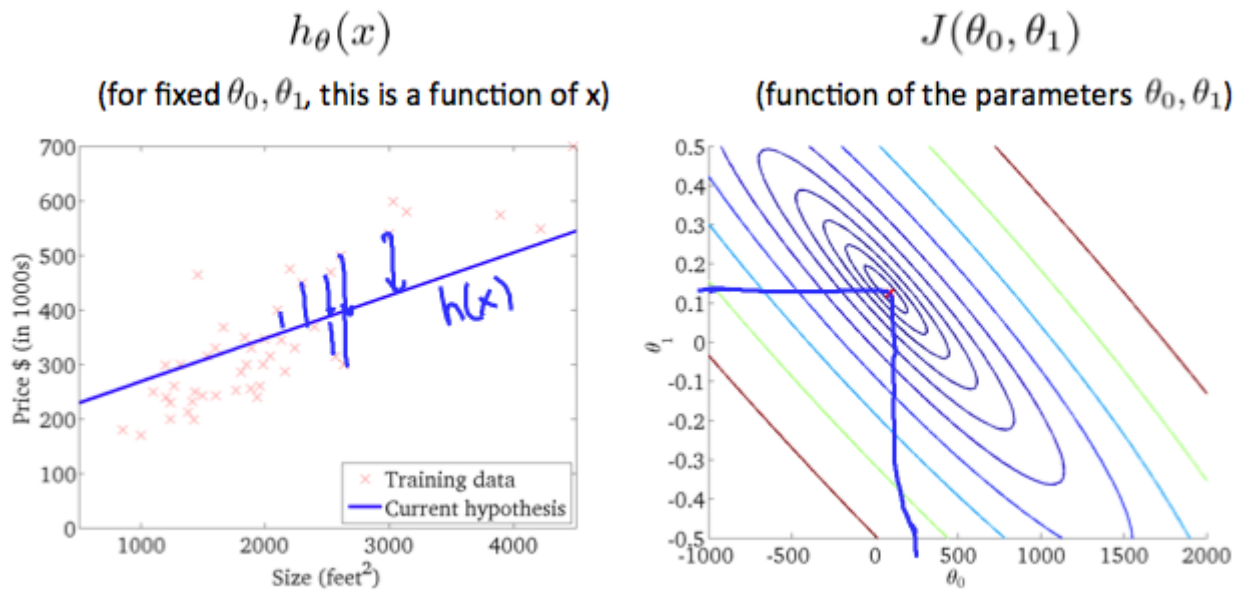 h_θ(x)
(for fixed θ₀, θ₁, this is a function of x)
700
600
500
400
300
200
100
0
Price $ (in 1000s)
h(x)
× Training data
Current hypothesis
1000 2000 3000 4000
Size (feet²)
J(θ₀, θ₁)
(function of the parameters θ₀, θ₁)
0.5
0.4
0.3
0.2
0.1
0
-0.1
-0.2
-0.3
-0.4
-0.5
θ₁
-1000 -500 0 500 1000 1500 2000
θ₀